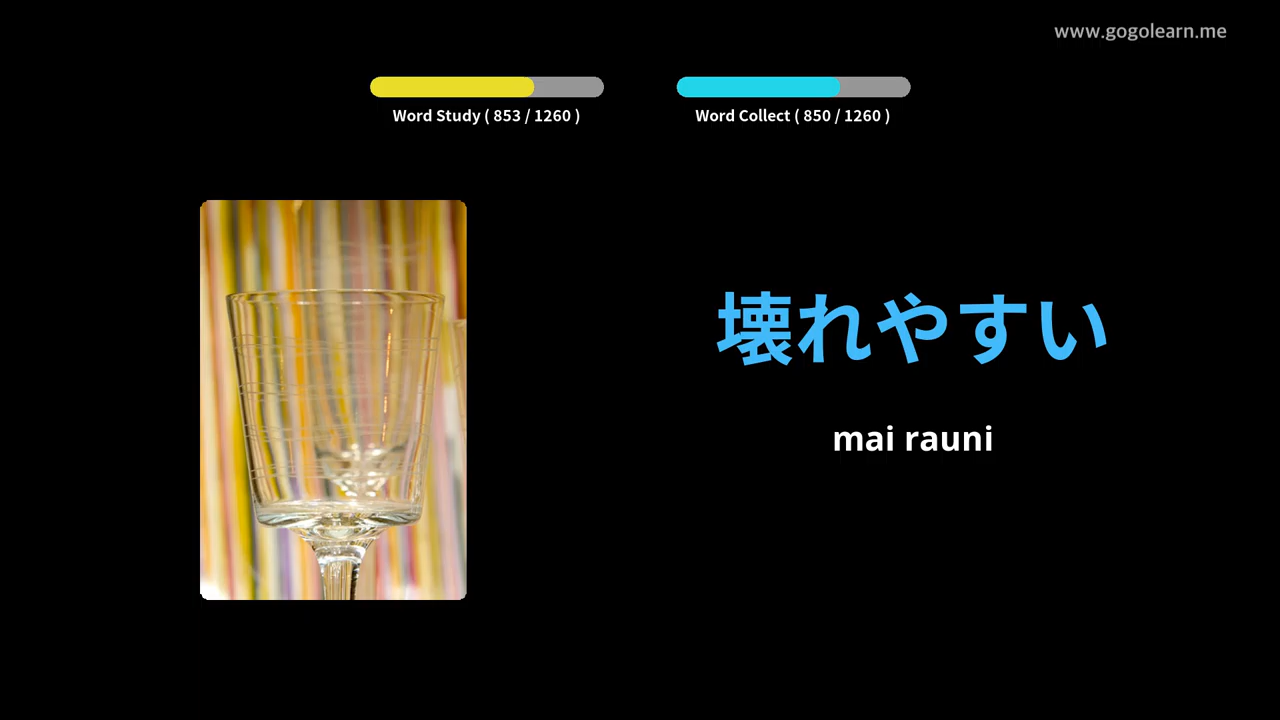 www.gogolearn.me
Word Study ( 853 / 1260 )
Word Collect ( 850 / 1260 )
壊れやすい
mai rauni